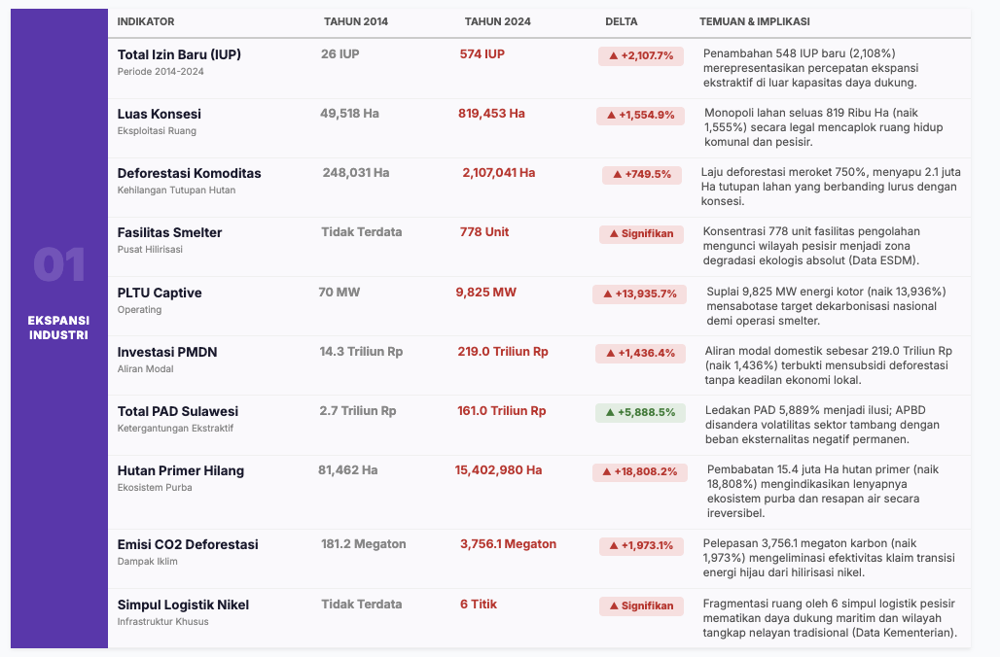 INDIKATOR TAHUN 2014 TAHUN 2024 DELTA TEMUAN & IMPLIKASI
01
EKSPANSI
INDUSTRI
Total Izin Baru (IUP) 26 IUP 574 IUP ▲ +2,107.7% Penambahan 548 IUP baru (2,108%)
Periode 2014-2024 merepresentasikan percepatan ekspansi
ekstraktif di luar kapasitas daya dukung.
Luas Konsesi 49,518 Ha 819,453 Ha ▲ +1,554.9% Monopoli lahan seluas 819 Ribu Ha (naik
Eksploitasi Ruang 1,555%) secara legal mencaplok ruang hidup
komunal dan pesisir.
Deforestasi Komoditas 248,031 Ha 2,107,041 Ha ▲ +749.5% Laju deforestasi meroket 750%, menyapu 2.1 juta
Kehilangan Tutupan Hutan Ha tutupan lahan yang berbanding lurus dengan
konsesi.
Fasilitas Smelter Tidak Terdata 778 Unit ▲ Signifikan Konsentrasi 778 unit fasilitas pengolahan
Pusat Hilirisasi mengunci wilayah pesisir menjadi zona
degradasi ekologis absolut (Data ESDM).
PLTU Captive 70 MW 9,825 MW ▲ +13,935.7% Suplai 9,825 MW energi kotor (naik 13,936%)
Operating mensabotase target dekarbonisasi nasional
demi operasi smelter.
Investasi PMDN 14.3 Triliun Rp 219.0 Triliun Rp ▲ +1,436.4% Aliran modal domestik sebesar 219.0 Triliun Rp
Aliran Modal (naik 1,436%) terbukti mensubsidi deforestasi
tanpa keadilan ekonomi lokal.
Total PAD Sulawesi 2.7 Triliun Rp 161.0 Triliun Rp ▲ +5,888.5% Ledakan PAD 5,889% menjadi ilusi; APBD
Ketergantungan Ekstraktif disandera volatilitas sektor tambang dengan
beban eksternalitas negatif permanen.
Hutan Primer Hilang 81,462 Ha 15,402,980 Ha ▲ +18,808.2% Pembabatan 15.4 juta Ha hutan primer (naik
Ekosistem Purba 18,808%) mengindikasikan lenyapnya
ekosistem purba dan resapan air secara
ireversibel.
Emisi CO2 Deforestasi 181.2 Megaton 3,756.1 Megaton ▲ +1,973.1% Pelepasan 3,756.1 megaton karbon (naik
Dampak Iklim 1,973%) mengeliminasi efektivitas klaim transisi
energi hijau dari hilirisasi nikel.
Simpul Logistik Nikel Tidak Terdata 6 Titik ▲ Signifikan Fragmentasi ruang oleh 6 simpul logistik pesisir
Infrastruktur Khusus mematikan daya dukung maritim dan wilayah
tangkap nelayan tradisional (Data Kementerian).